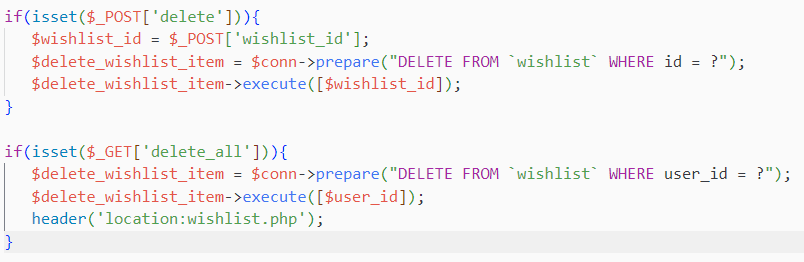 if(isset($_POST['delete'])){
$wishlist_id = $_POST['wishlist_id'];
$delete_wishlist_item = $conn->prepare("DELETE FROM `wishlist` WHERE id = ?");
$delete_wishlist_item->execute([$wishlist_id]);
}
if(isset($_GET['delete_all'])){
$delete_wishlist_item = $conn->prepare("DELETE FROM `wishlist` WHERE user_id = ?");
$delete_wishlist_item->execute([$user_id]);
header('location:wishlist.php');
}